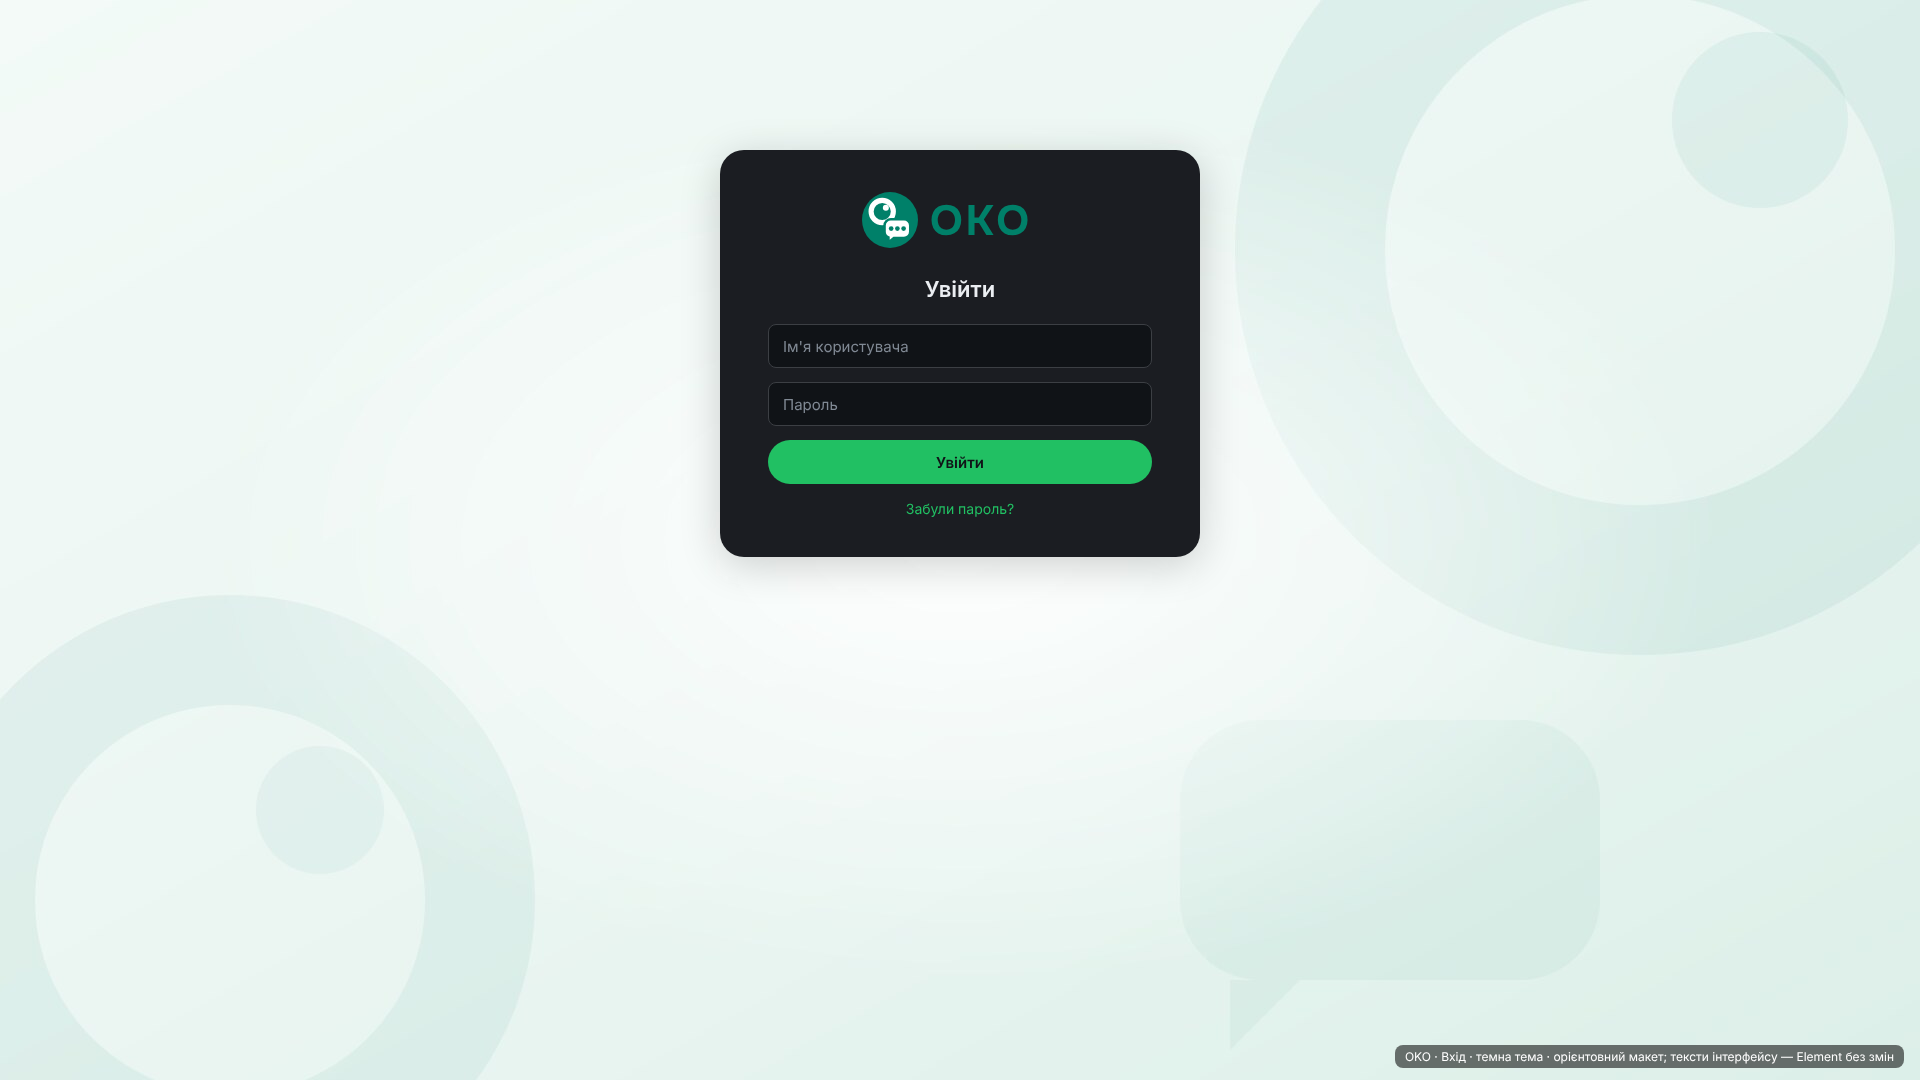 ОКО
Увійти
Ім'я користувача
Пароль
Увійти
Забули пароль?
ОКО · Вхід · темна тема · орієнтовний макет; тексти інтерфейсу — Element без змін